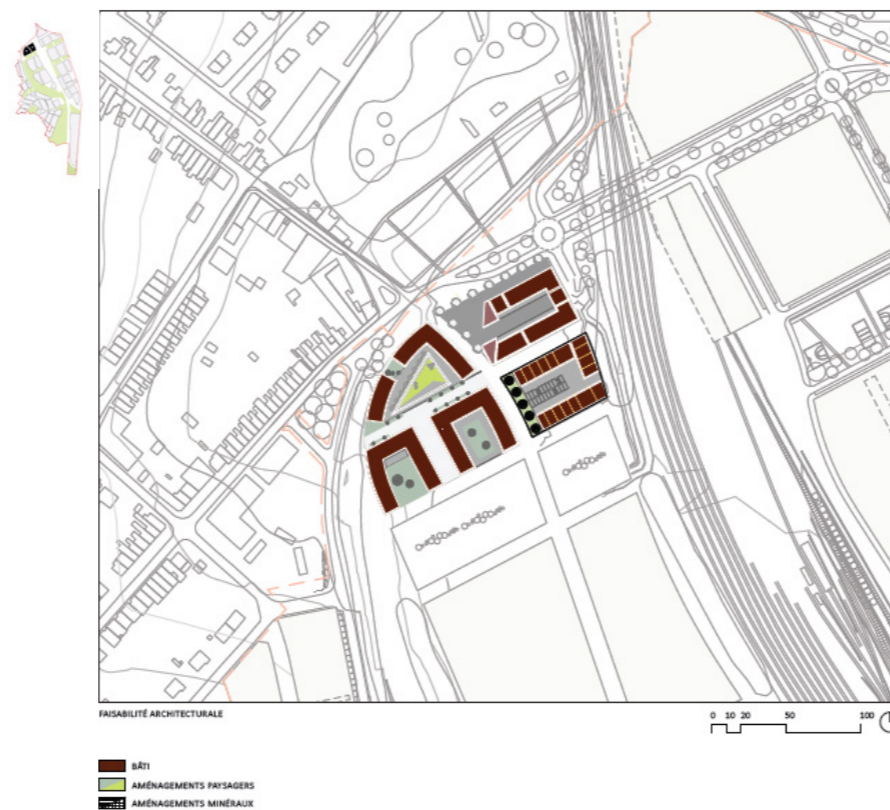 FAISABILITÉ ARCHITECTURALE
0 10 20 50 100
BÂTI
AMÉNAGEMENTS PAYSAGERS
AMÉNAGEMENTS MINÉRAUX